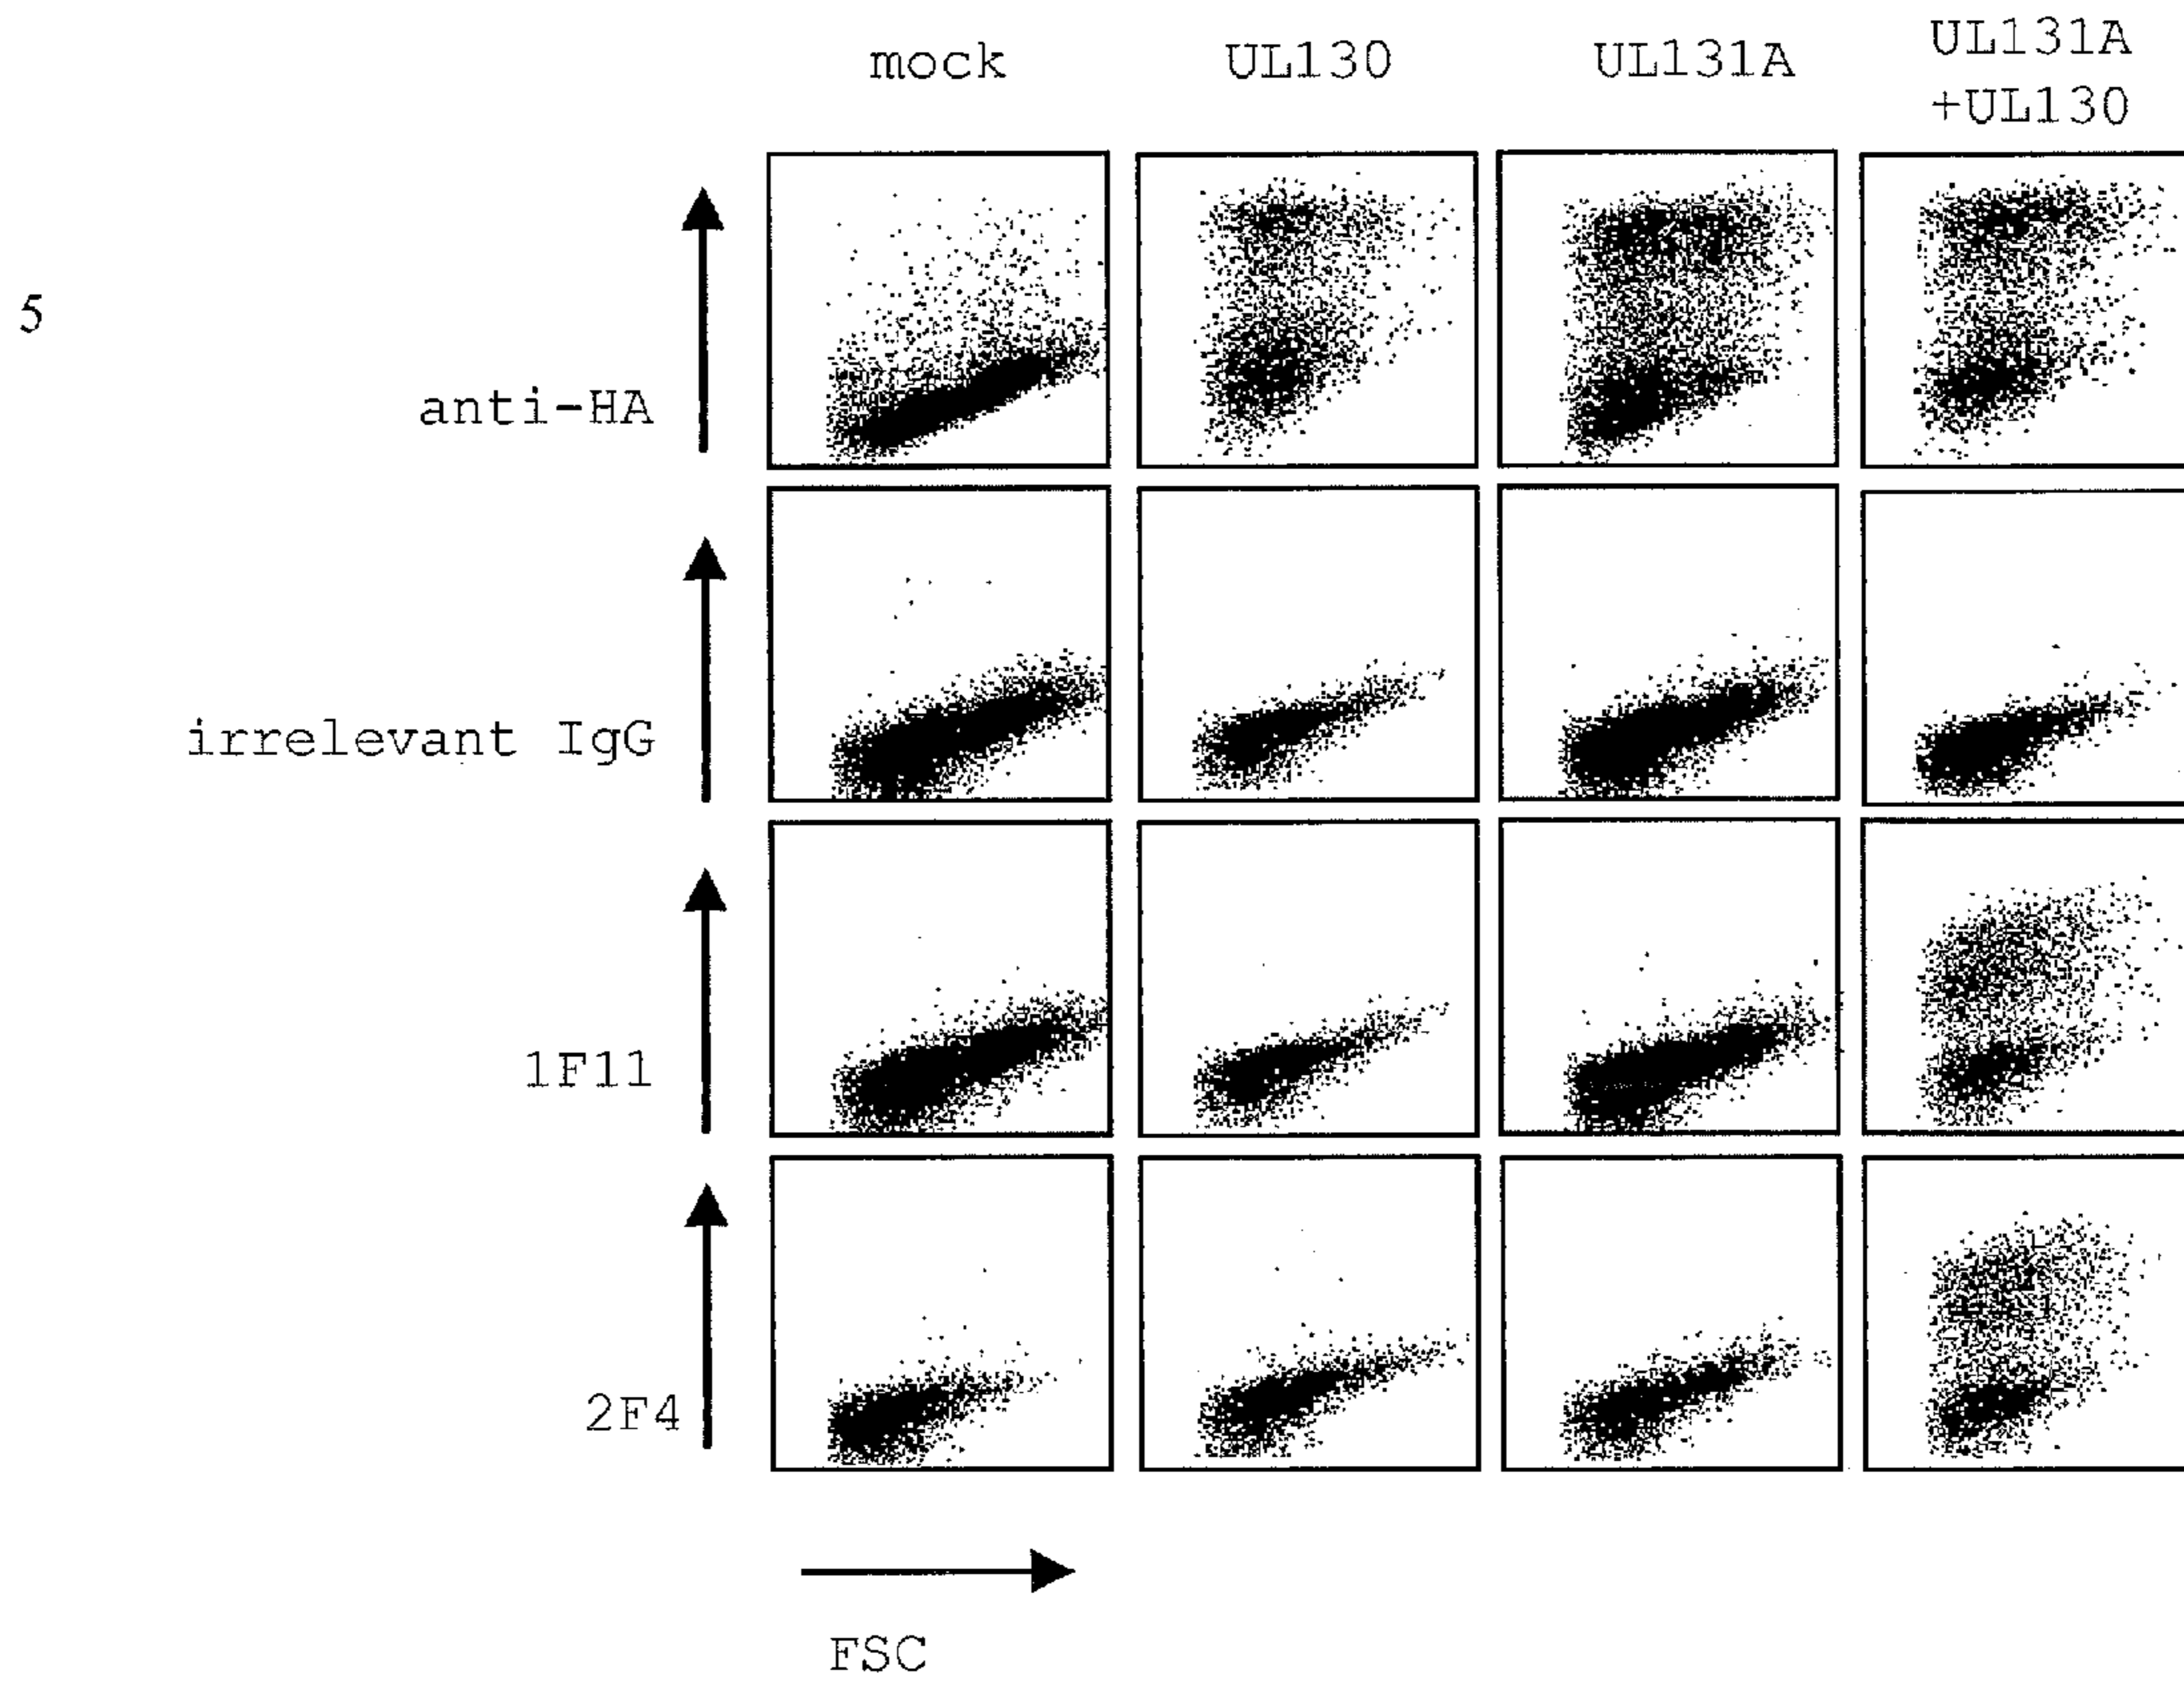 mock UL130 UL131A UL131A
+UL130
5
anti-HA
irrelevant IgG
1F11
2F4
FSC